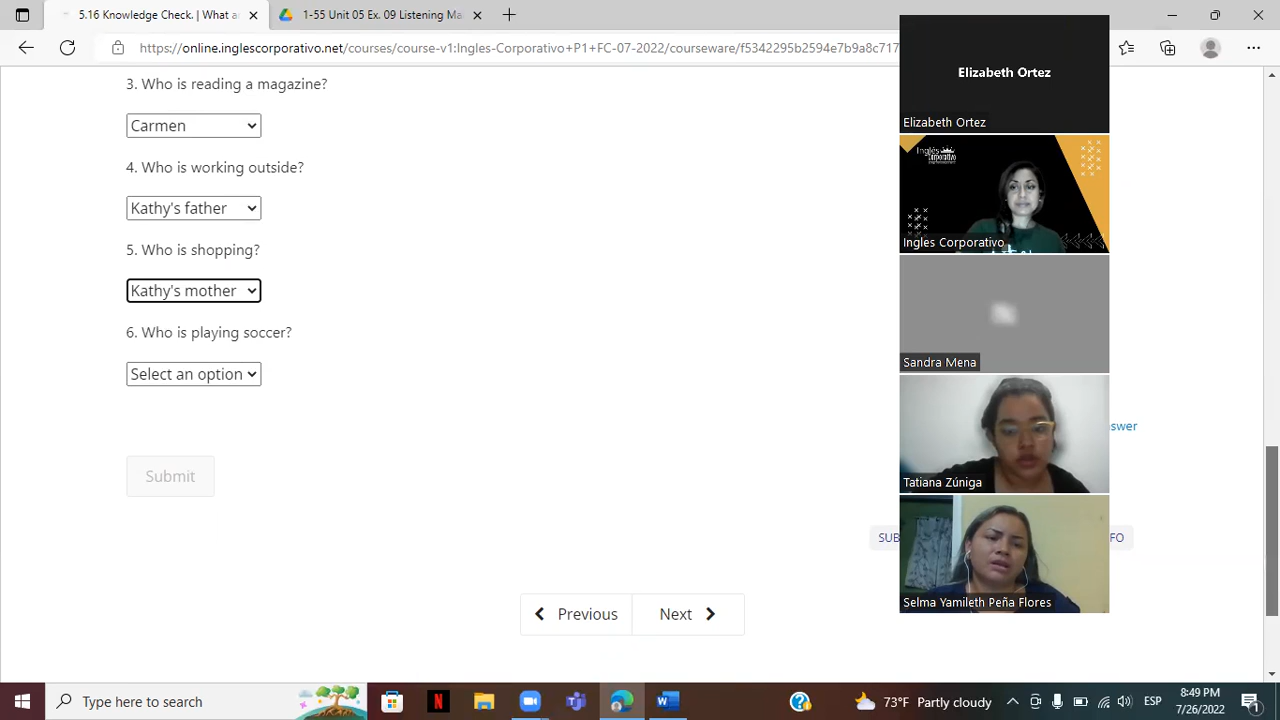 5.16 Knowledge Check | What a
1-55 Unit 05 Ex. 09 Listening Ma
https://online.inglescorporativo.net/courses/course-v1:Ingles-Corporativo+P1+FC-07-2022/courseware/f5342295b2594e7b9a8c717
3. Who is reading a magazine?
Carmen
4. Who is working outside?
Kathy's father
5. Who is shopping?
Kathy's mother
6. Who is playing soccer?
Select an option
Submit
Previous
Next
Elizabeth Ortez
Elizabeth Ortez
Inglés
Corporativo
Ingles Corporativo
Sandra Mena
Tatiana Zúniga
Selma Yamileth Peña Flores
swer
SUB
FO
Type here to search
73°F Partly cloudy
ESP
8:49 PM
7/26/2022